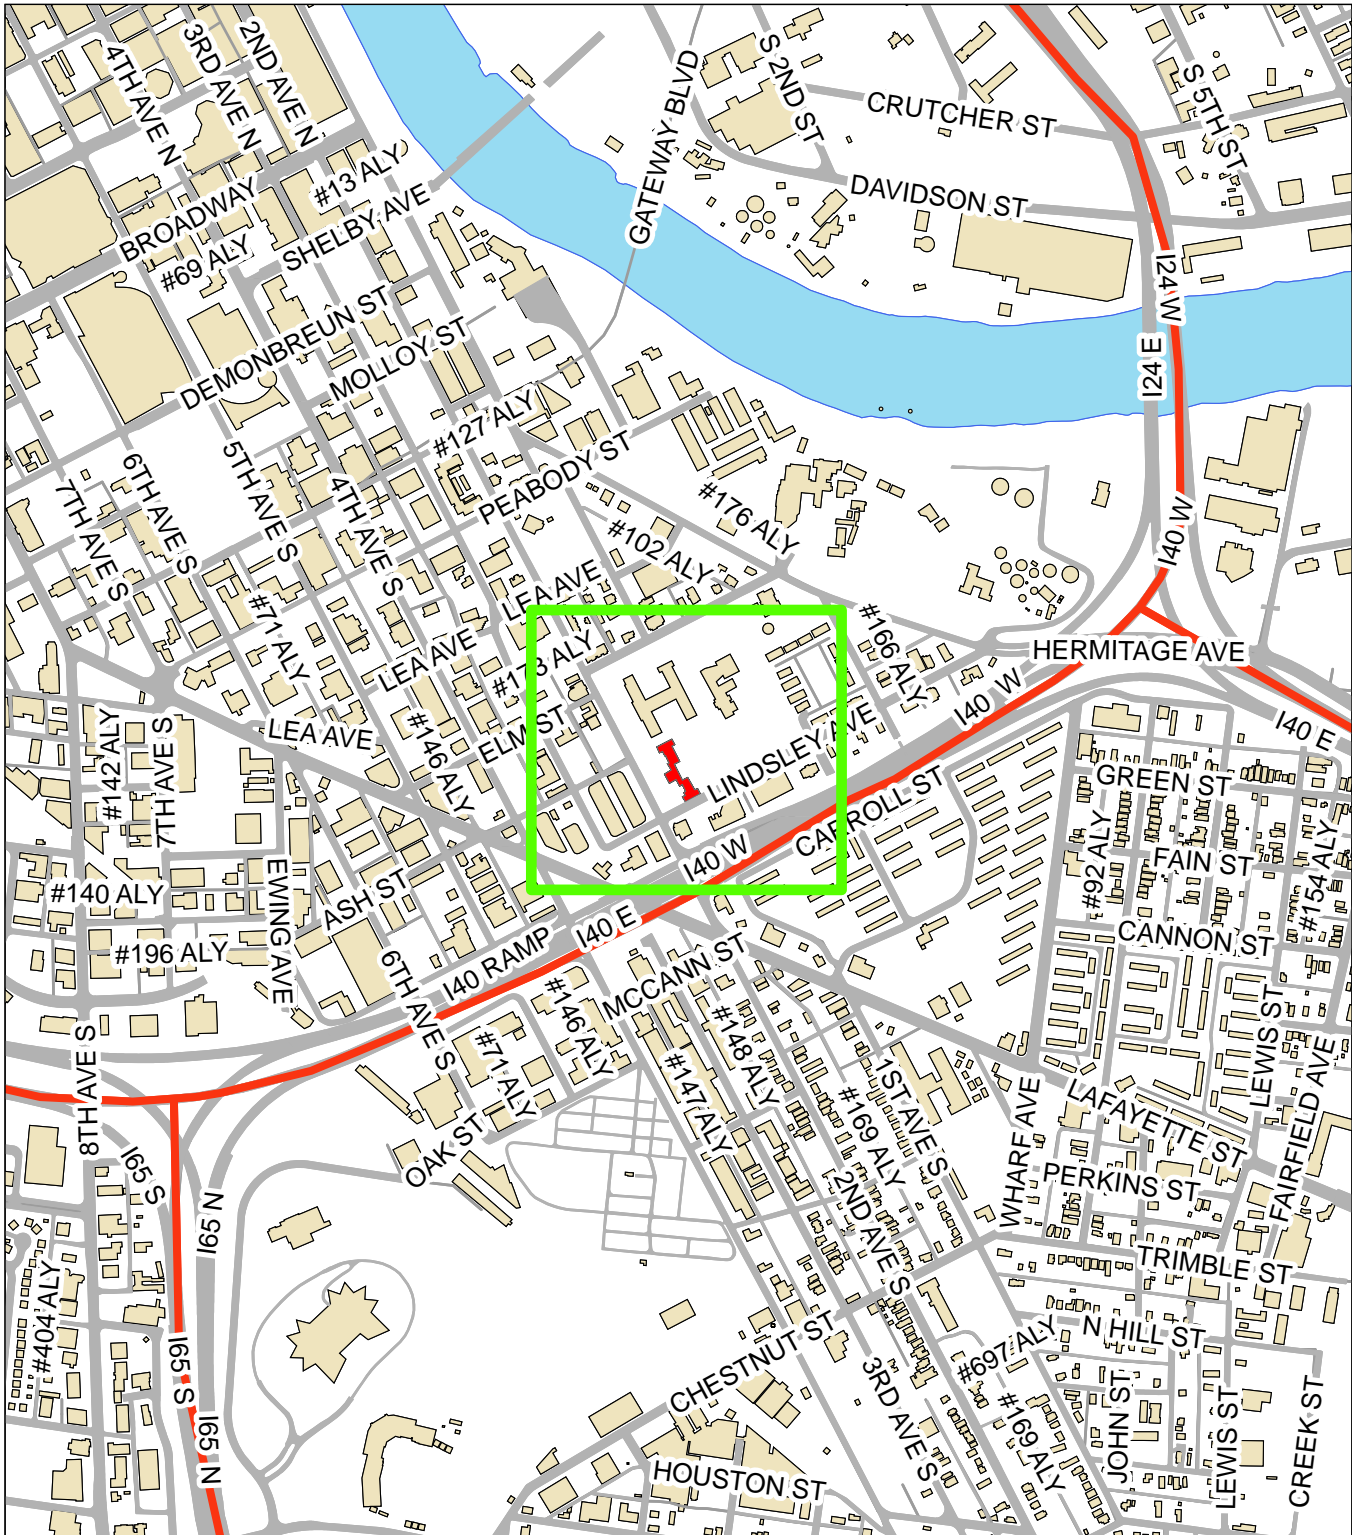 4TH AVE N
3RD AVE N
2ND AVE N
GATEWAY BLVD
S 2ND ST
CRUTCHER ST
S 5TH ST
#13 ALY
BROADWAY
SHELBY AVE
#69 ALY
DAVIDSON ST
I24 W
I24 E
DEMONBREUN ST
MOLLOY ST
#127 ALY
PEABODY ST
7TH AVE S
6TH AVE S
5TH AVE S
4TH AVE S
#176 ALY
#102 ALY
I40 W
LEA AVE
#71 ALY
LEA AVE
#173 ALY
#166 ALY
HERMITAGE AVE
I40 W
I40 E
ELM ST
LINDSLEY AVE
LEA AVE
#146 ALY
#142 ALY
7TH AVE S
GREEN ST
CARROLL ST
I40 W
#92 ALY
FAIN ST
#154 ALY
#140 ALY
EWING AVE
ASH ST
#196 ALY
I40 E
I40 RAMP
6TH AVE S
CANNON ST
MCCANN ST
#146 ALY
#71 ALY
#147 ALY
#148 ALY
#169 ALY
1ST AVE S
LEWIS ST
FAIRFIELD AVE
8TH AVE S
WHARF AVE
LAFAYETTE ST
I65 S
OAK ST
PERKINS ST
I65 N
2ND AVE S
TRIMBLE ST
#404 ALY
N HILL ST
CHESTNUT ST
#697 ALY
3RD AVE S
#169 ALY
I65 S
I65 N
JOHN ST
LEWIS ST
CREEK ST
HOUSTON ST